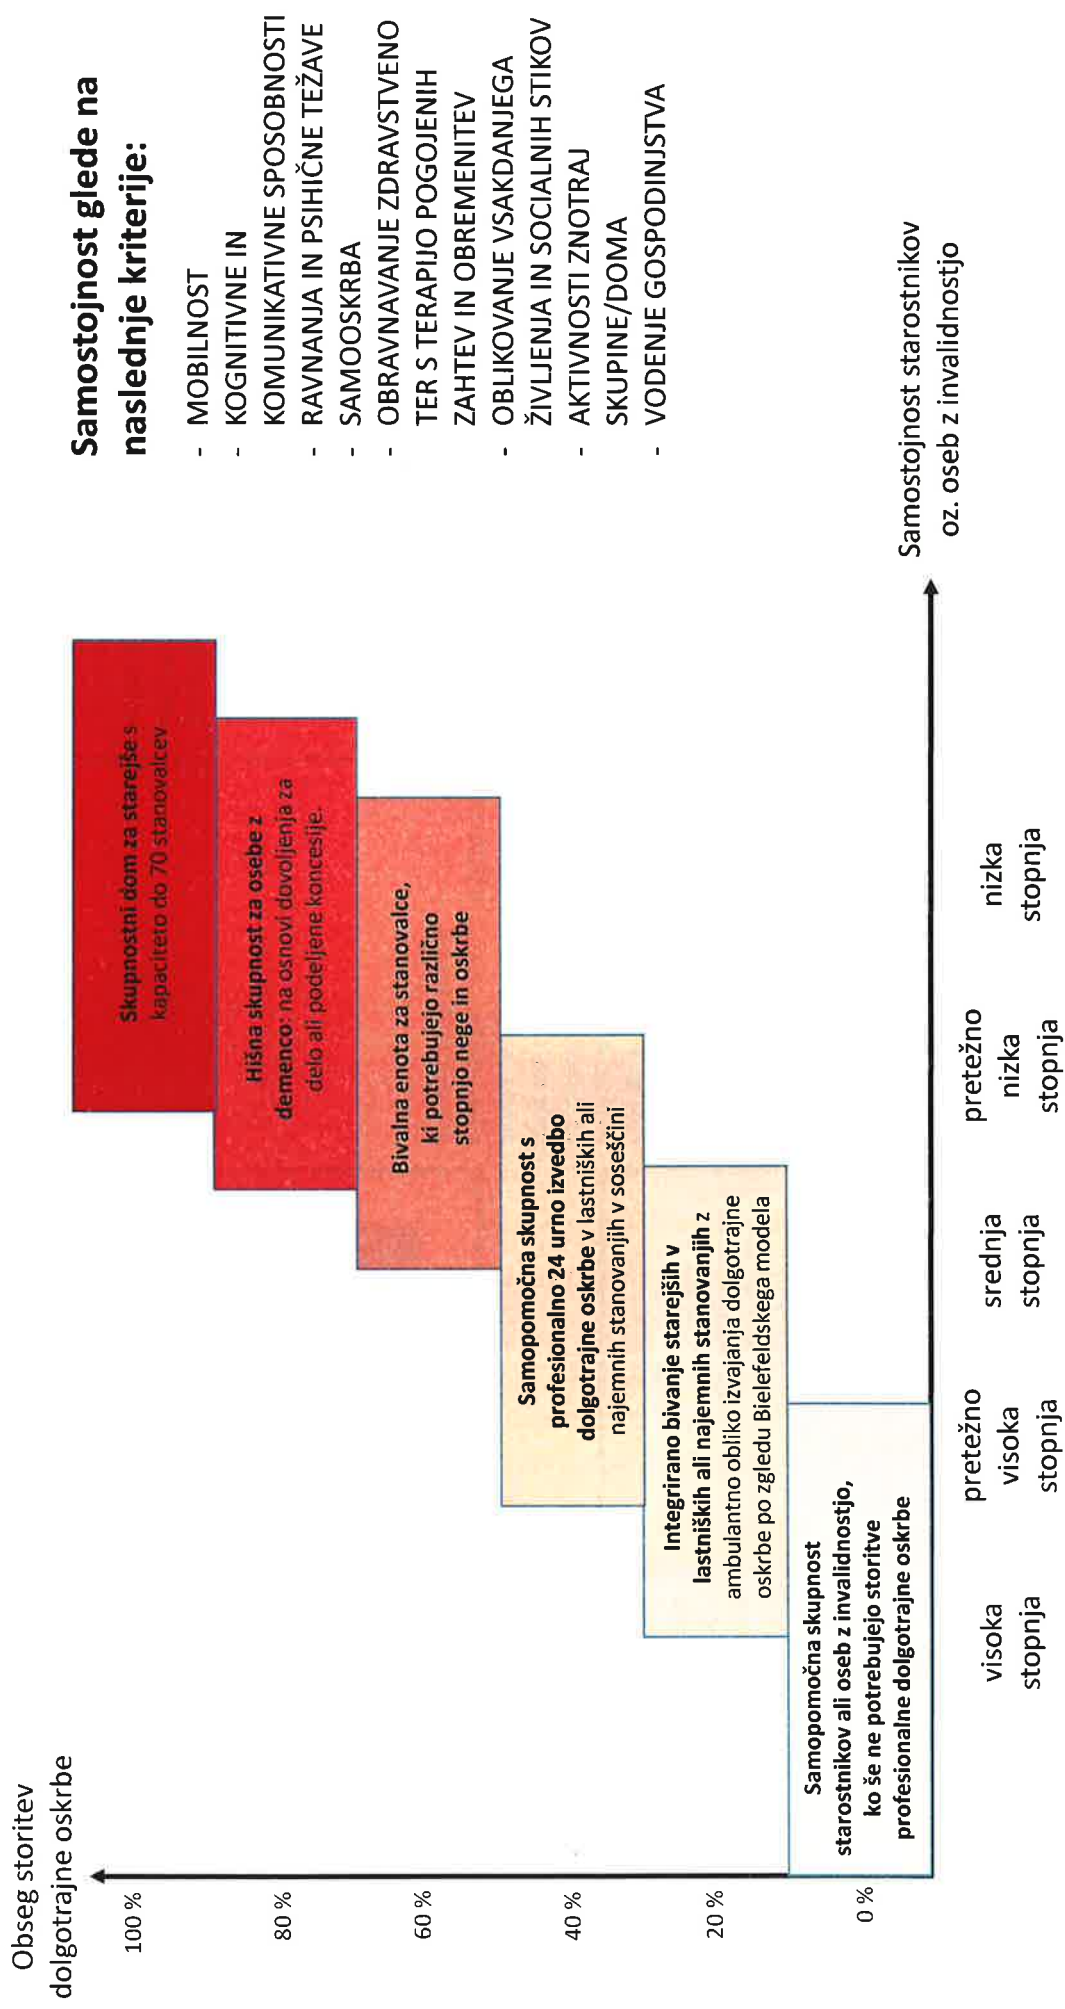 Obseg storitev
dolgotrajne oskrbe
100 %
80 %
60 %
40 %
20 %
0 %
Skupnostni dom za starejše s
kapaciteto do 70 stanovalcev
Hišna skupnost za osebe z
demenco: na osnovi dovoljenja za
delo ali podeljene koncesije.
Bivalna enota za stanovalce,
ki potrebujejo različno
stopnjo nege in oskrbe
Samopomočna skupnost s
profesionalno 24 urno izvedbo
dolgotrajne oskrbe v lastniških ali
najemnih stanovanjih v soseščini
Integrirano bivanje starejših v
lastniških ali najemnih stanovanjih z
ambulantno obliko izvajanja dolgotrajne
oskrbe po zgledu Bielefeldskega modela
Samopomočna skupnost
starostnikov ali oseb z invalidnostjo,
ko še ne potrebujejo storitve
profesionalne dolgotrajne oskrbe
visoka
stopnja
pretežno
visoka
stopnja
srednja
stopnja
pretežno
nizka
stopnja
nizka
stopnja
Samostojnost starostnikov
oz. oseb z invalidnostjo
Samostojnost glede na
naslednje kriterije:
- MOBILNOST
- KOGNITIVNE IN
KOMUNIKATIVNE SPOSOBNOSTI
- RAVNANJA IN PSIHIČNE TEŽAVE
- SAMOOSKRBA
- OBRAVNAVANJE ZDRAVSTVENO
TER S TERAPIJO POGOJENIH
ZAHTEV IN OBREMENITEV
- OBLIKOVANJE VSAKDANJEGA
ŽIVLJENJA IN SOCIALNIH STIKOV
- AKTIVNOSTI ZNOTRAJ
SKUPINE/DOMA
- VODENJE GOSPODINJSTVA